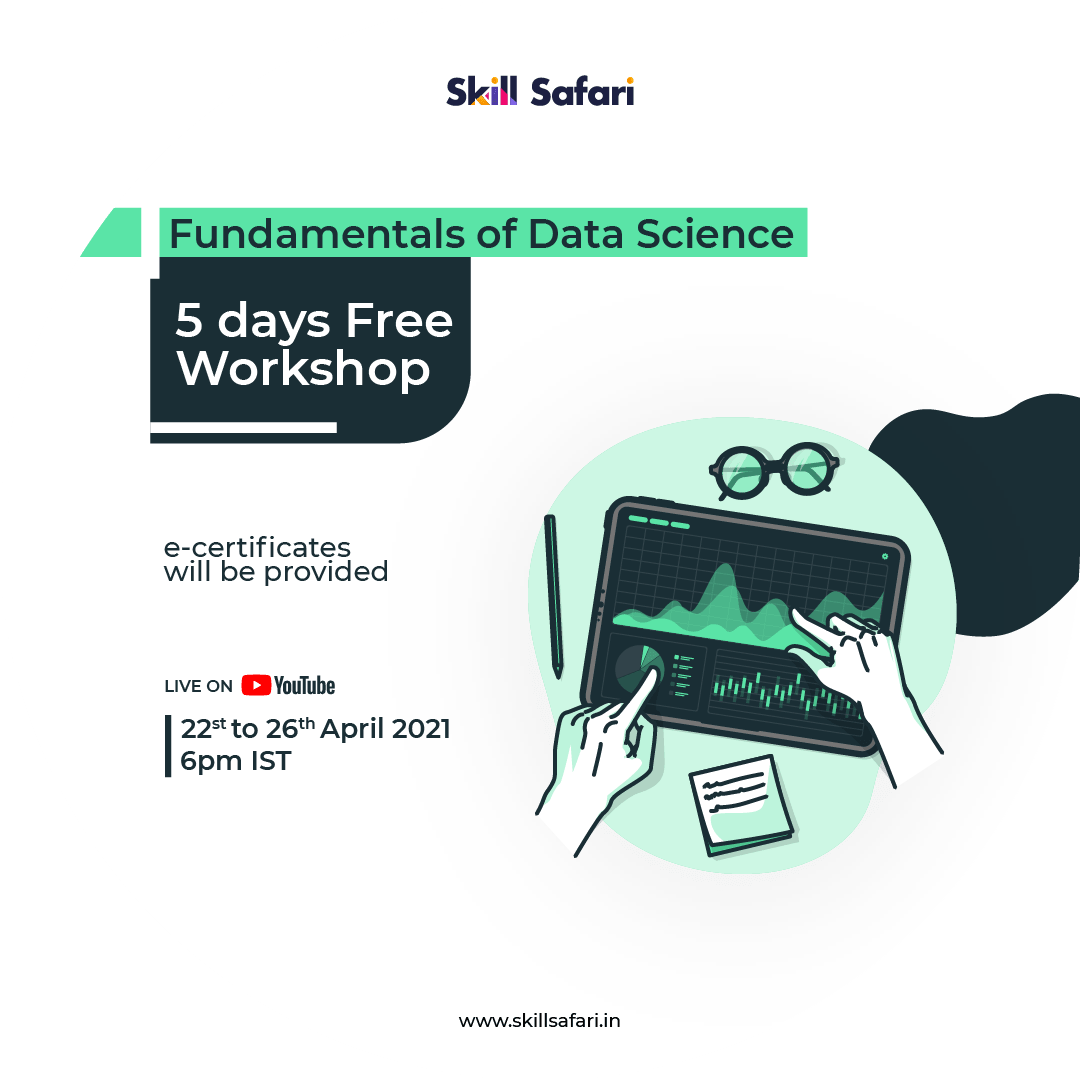 Skill Safari
Fundamentals of Data Science
5 days Free
Workshop
e-certificates
will be provided
LIVE ON YouTube
22st to 26th April 2021
6pm IST
www.skillsafari.in